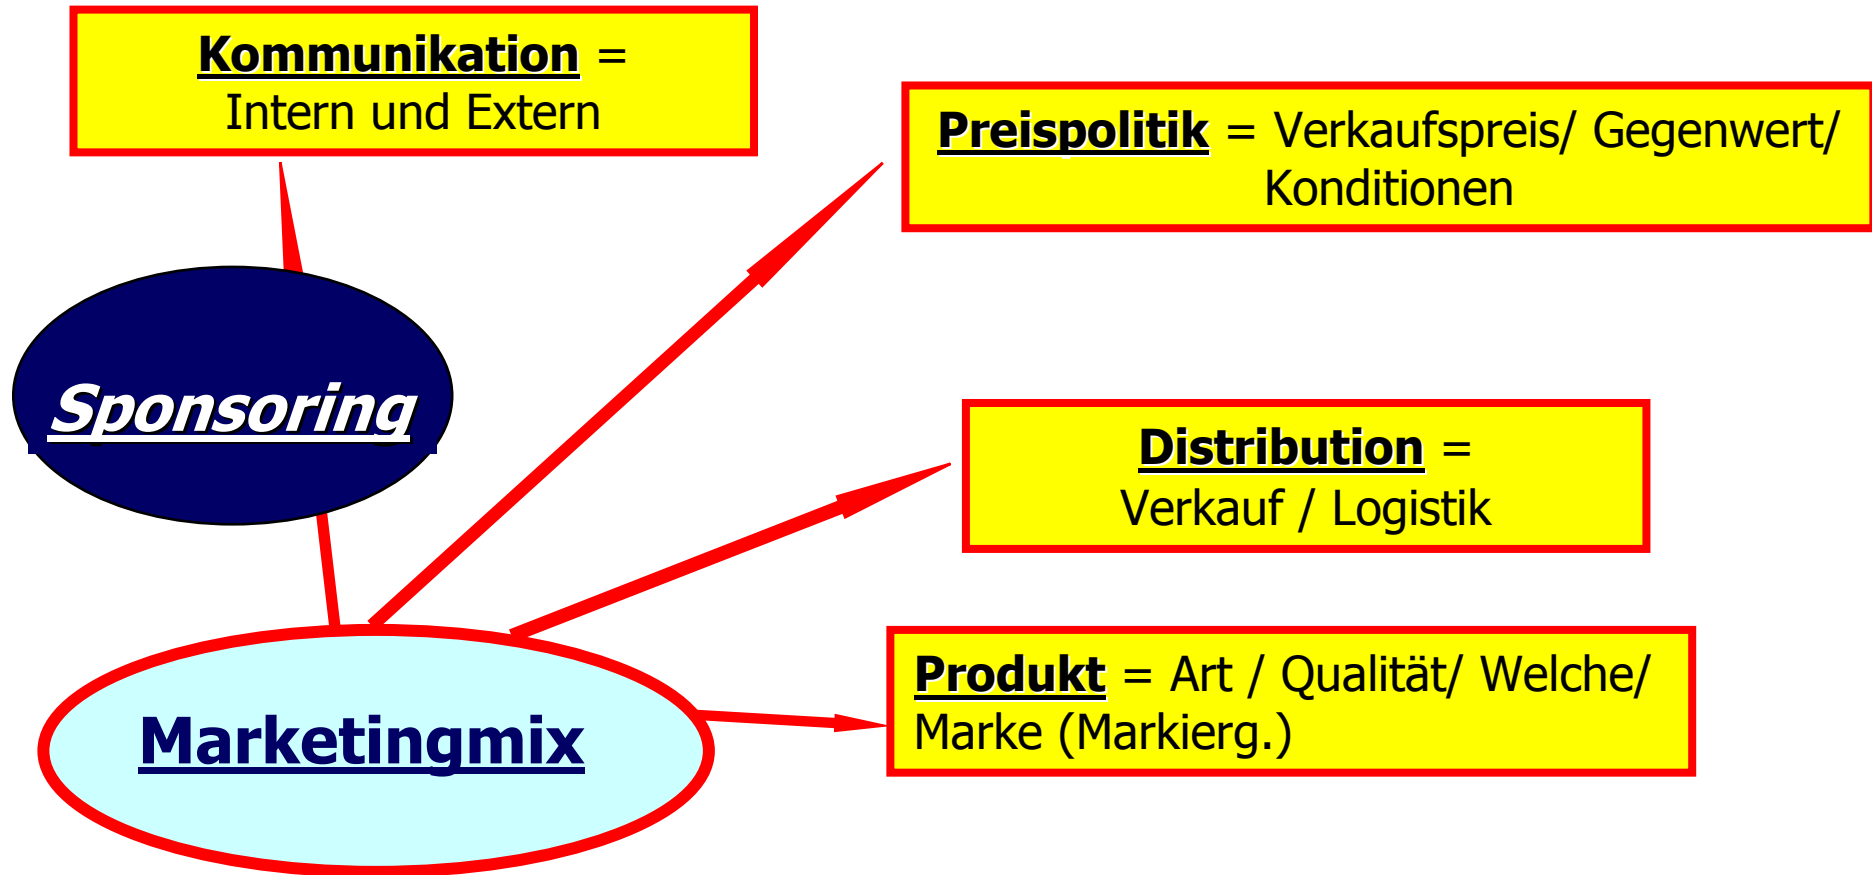 Kommunikation =
Intern und Extern
Preispolitik = Verkaufspreis/ Gegenwert/
Konditionen
Sponsoring
Distribution =
Verkauf / Logistik
Produkt = Art / Qualität/ Welche/
Marke (Markierg.)
Marketingmix